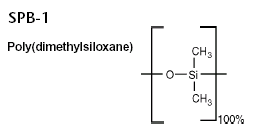 SPB-1
Poly(dimethylsiloxane)
CH3
O Si
CH3
100%